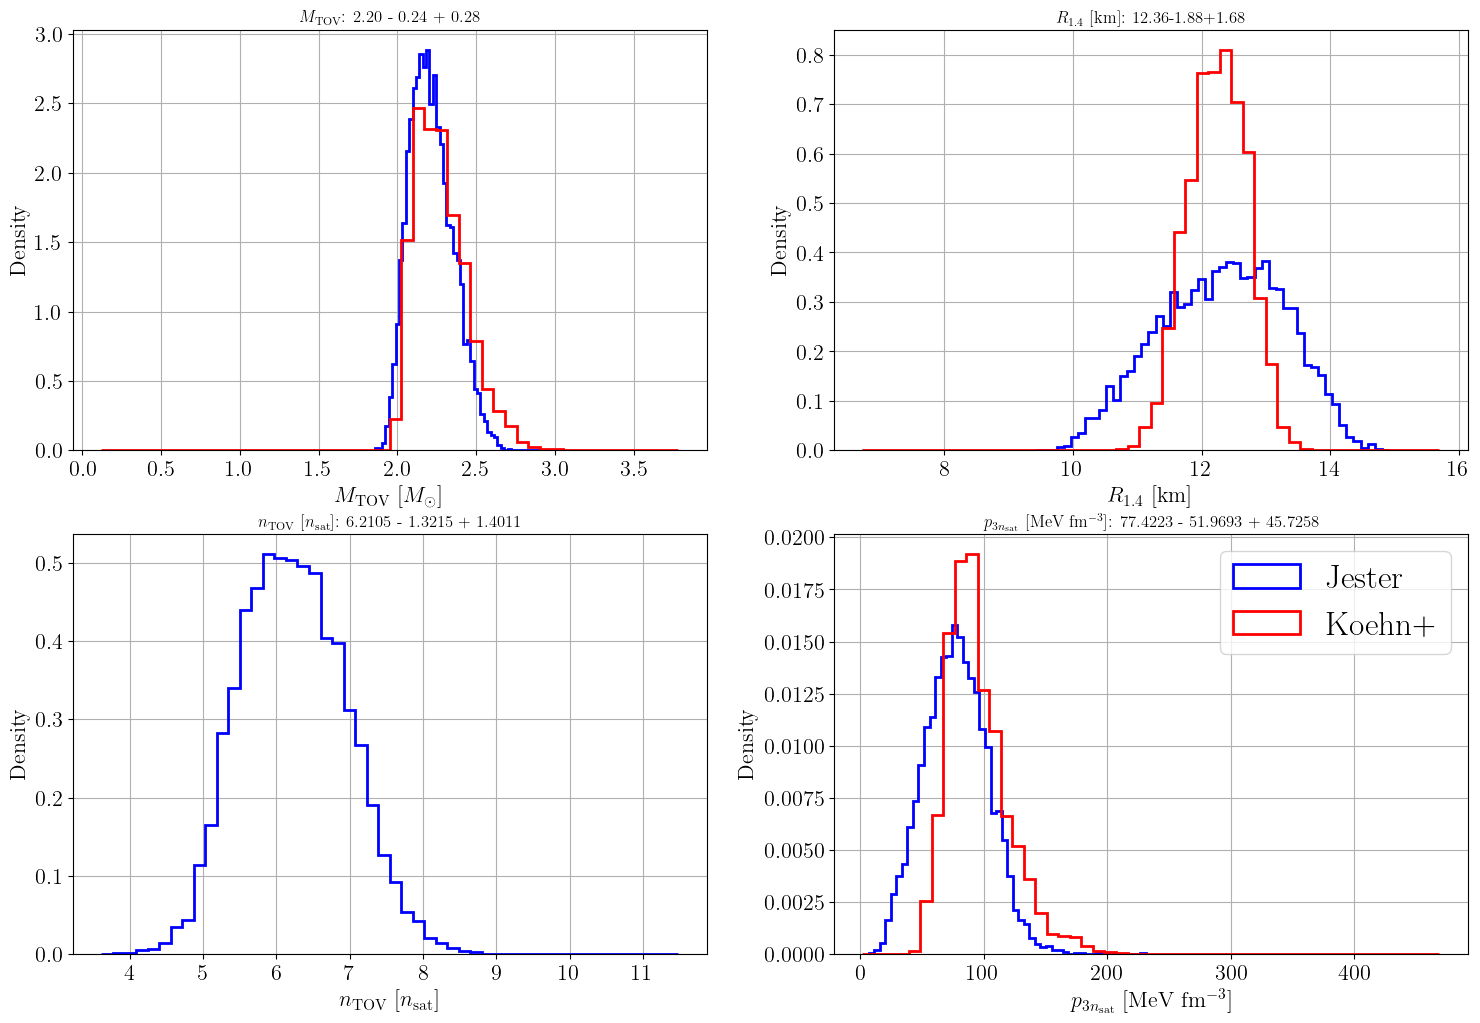 M_TOV: 2.20 - 0.24 + 0.28
3.0
2.5
2.0
1.5
1.0
0.5
0.0
Density
0.0 0.5 1.0 1.5 2.0 2.5 3.0 3.5
M_TOV [M_⊙]
R_1.4 [km]: 12.36-1.88+1.68
0.8
0.7
0.6
0.5
0.4
0.3
0.2
0.1
0.0
Density
8 10 12 14 16
R_1.4 [km]
n_TOV [n_sat]: 6.2105 - 1.3215 + 1.4011
0.5
0.4
0.3
0.2
0.1
0.0
Density
4 5 6 7 8 9 10 11
n_TOV [n_sat]
p_3n_sat [MeV fm^−3]: 77.4223 - 51.9693 + 45.7258
0.0200
0.0175
0.0150
0.0125
0.0100
0.0075
0.0050
0.0025
0.0000
Density
Jester
Koehn+
0 100 200 300 400
p_3n_sat [MeV fm^−3]